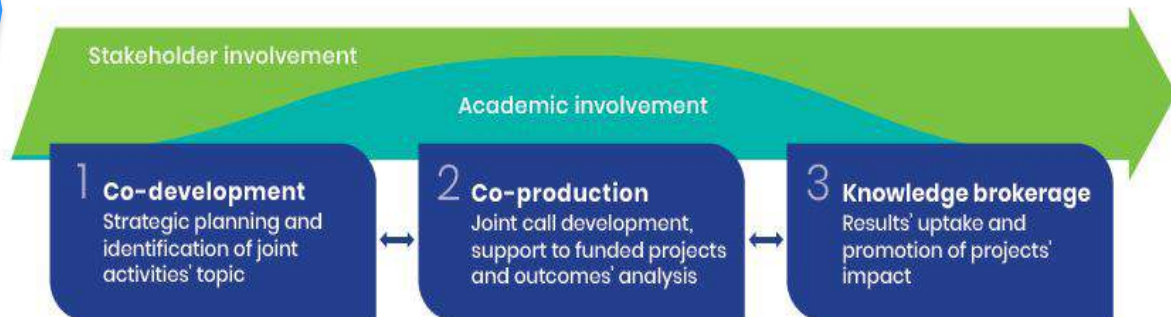 Stakeholder involvement
Academic involvement
1 Co-development
Strategic planning and
identification of joint
activities' topic
2 Co-production
Joint call development,
support to funded projects
and outcomes' analysis
3 Knowledge brokerage
Results' uptake and
promotion of projects'
impact